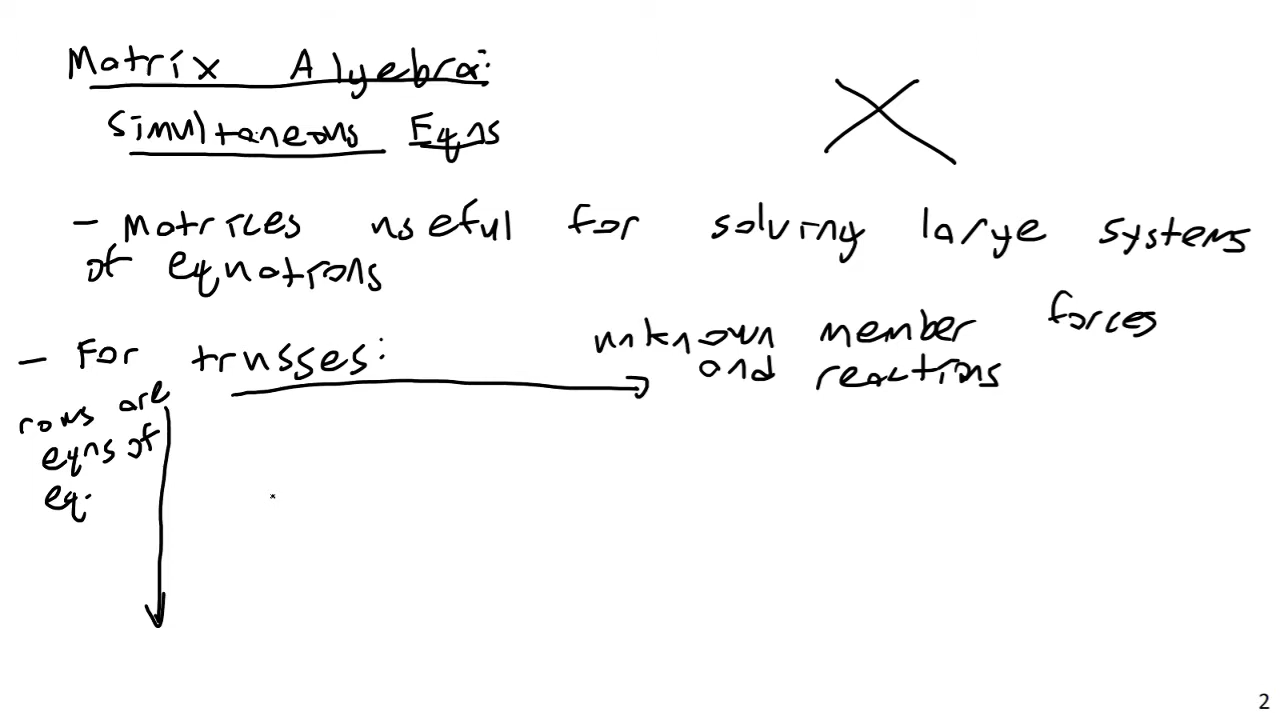 Matrix Algebra:
Simultaneous Eqns
- Matrices useful for solving large systems
of equations
- For trusses:
unknown member forces
and reactions
rows are
eqns of
eq.
2